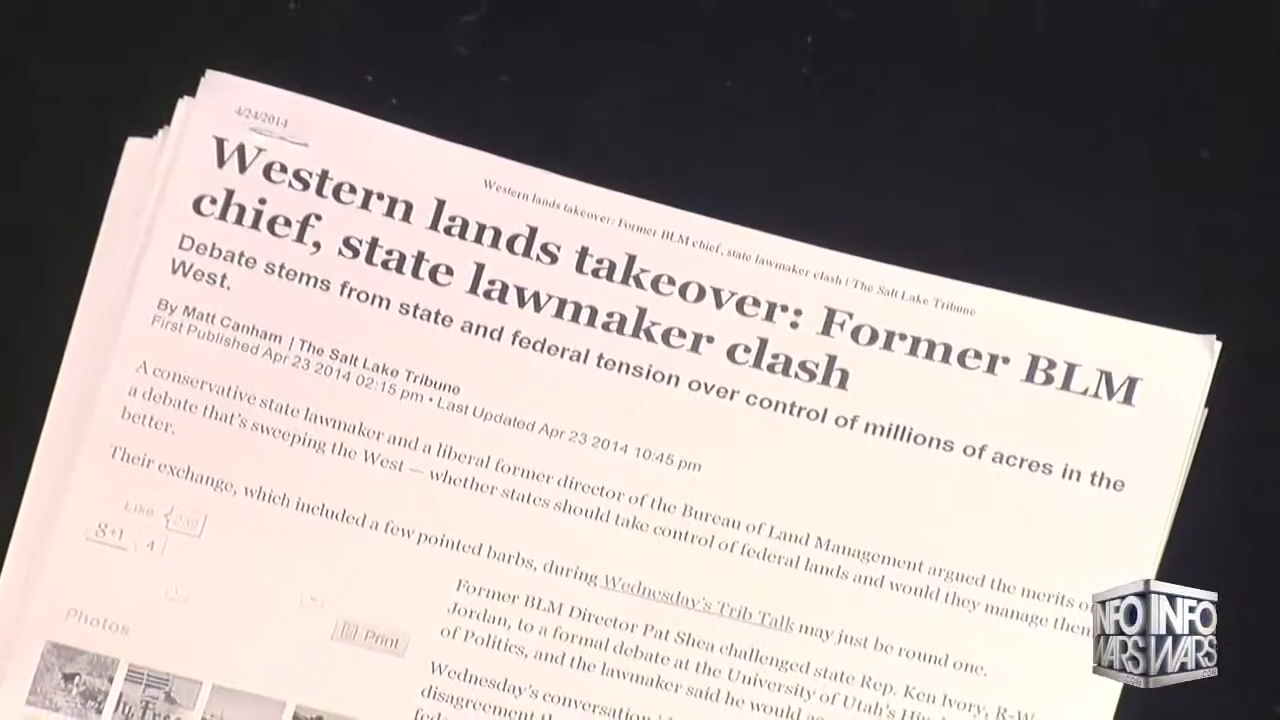 4/24/2014
Western lands takeover: Former BLM chief, state lawmaker clash | The Salt Lake Tribune
Western lands takeover: Former BLM
chief, state lawmaker clash
Debate stems from state and federal tension over control of millions of acres in the
West.
By Matt Canham | The Salt Lake Tribune
First Published Apr 23 2014 02:15 pm • Last Updated Apr 23 2014 10:45 pm
A conservative state lawmaker and a liberal former director of the Bureau of Land Management argued the merits of
a debate that's sweeping the West — whether states should take control of federal lands and would they manage them
better.
Their exchange, which included a few pointed barbs, during Wednesday's Trib Talk may just be round one.
Like
g+1 4
Print
Photos
Former BLM Director Pat Shea challenged state Rep. Ken Ivory, R-W
Jordan, to a formal debate at the University of Utah's Hin
of Politics, and the lawmaker said he would
Wednesday's conversation
disagreement
INFO INFO
WARS WARS
.COM .COM